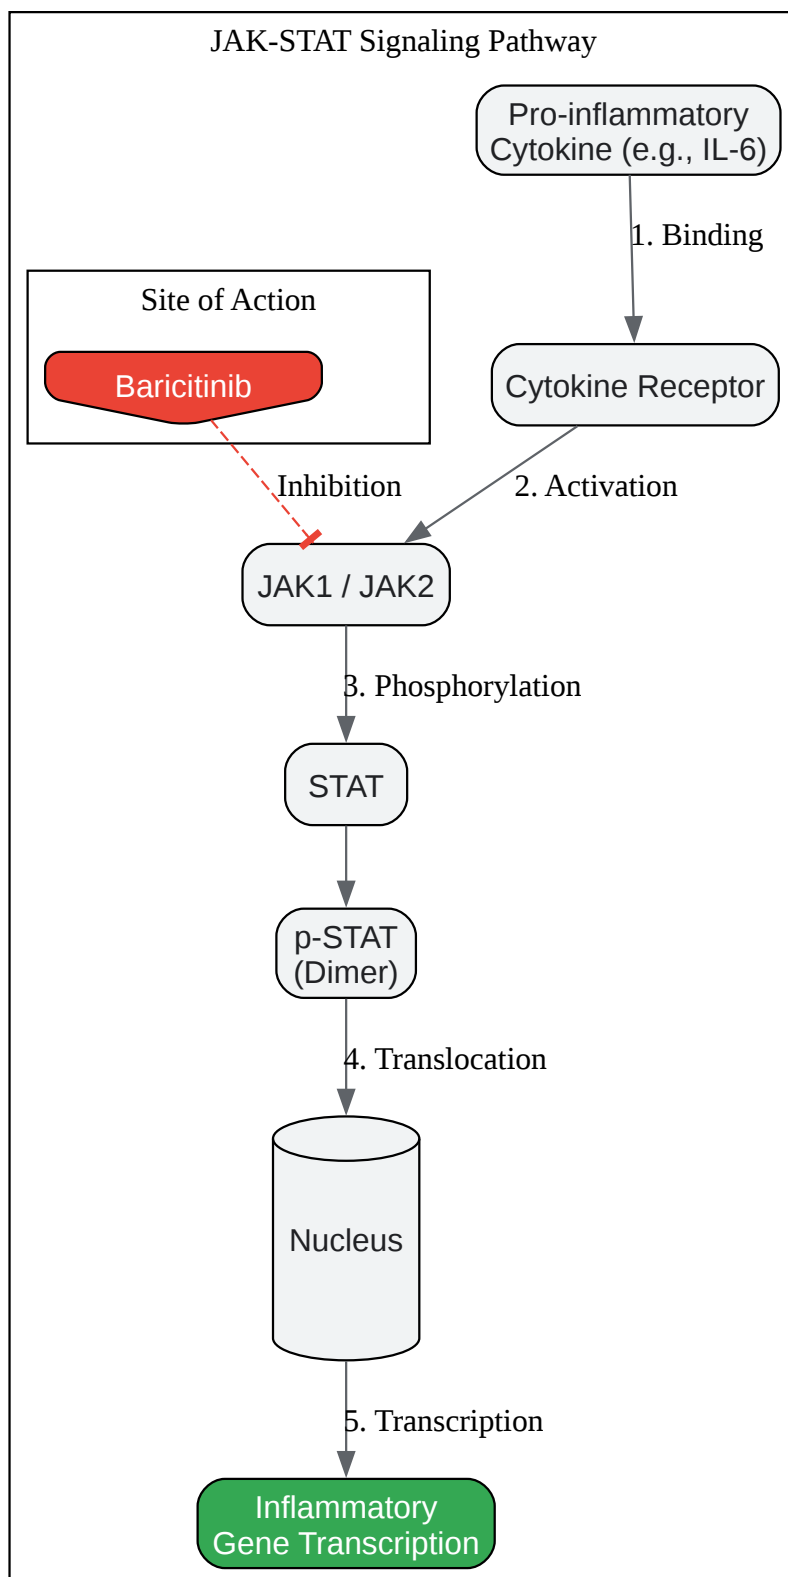 JAK-STAT Signaling Pathway
Pro-inflammatory
Cytokine (e.g., IL-6)
1. Binding
Site of Action
Baricitinib
Cytokine Receptor
Inhibition
2. Activation
JAK1 / JAK2
3. Phosphorylation
STAT
p-STAT
(Dimer)
4. Translocation
Nucleus
5. Transcription
Inflammatory
Gene Transcription